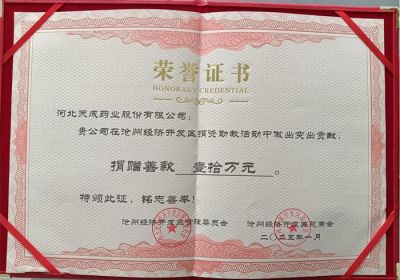 荣誉证书
HONORARY CREDENTIAL
河北天成药业股份有限公司:
贵公司在沧州经济开发区捐资助教活动中做出突出贡献,
捐赠善款 壹拾万元 。
特颁此证,铭志善举!
沧州经济开发区管理委员会 沧州经济开发区总商会
二〇二五年一月